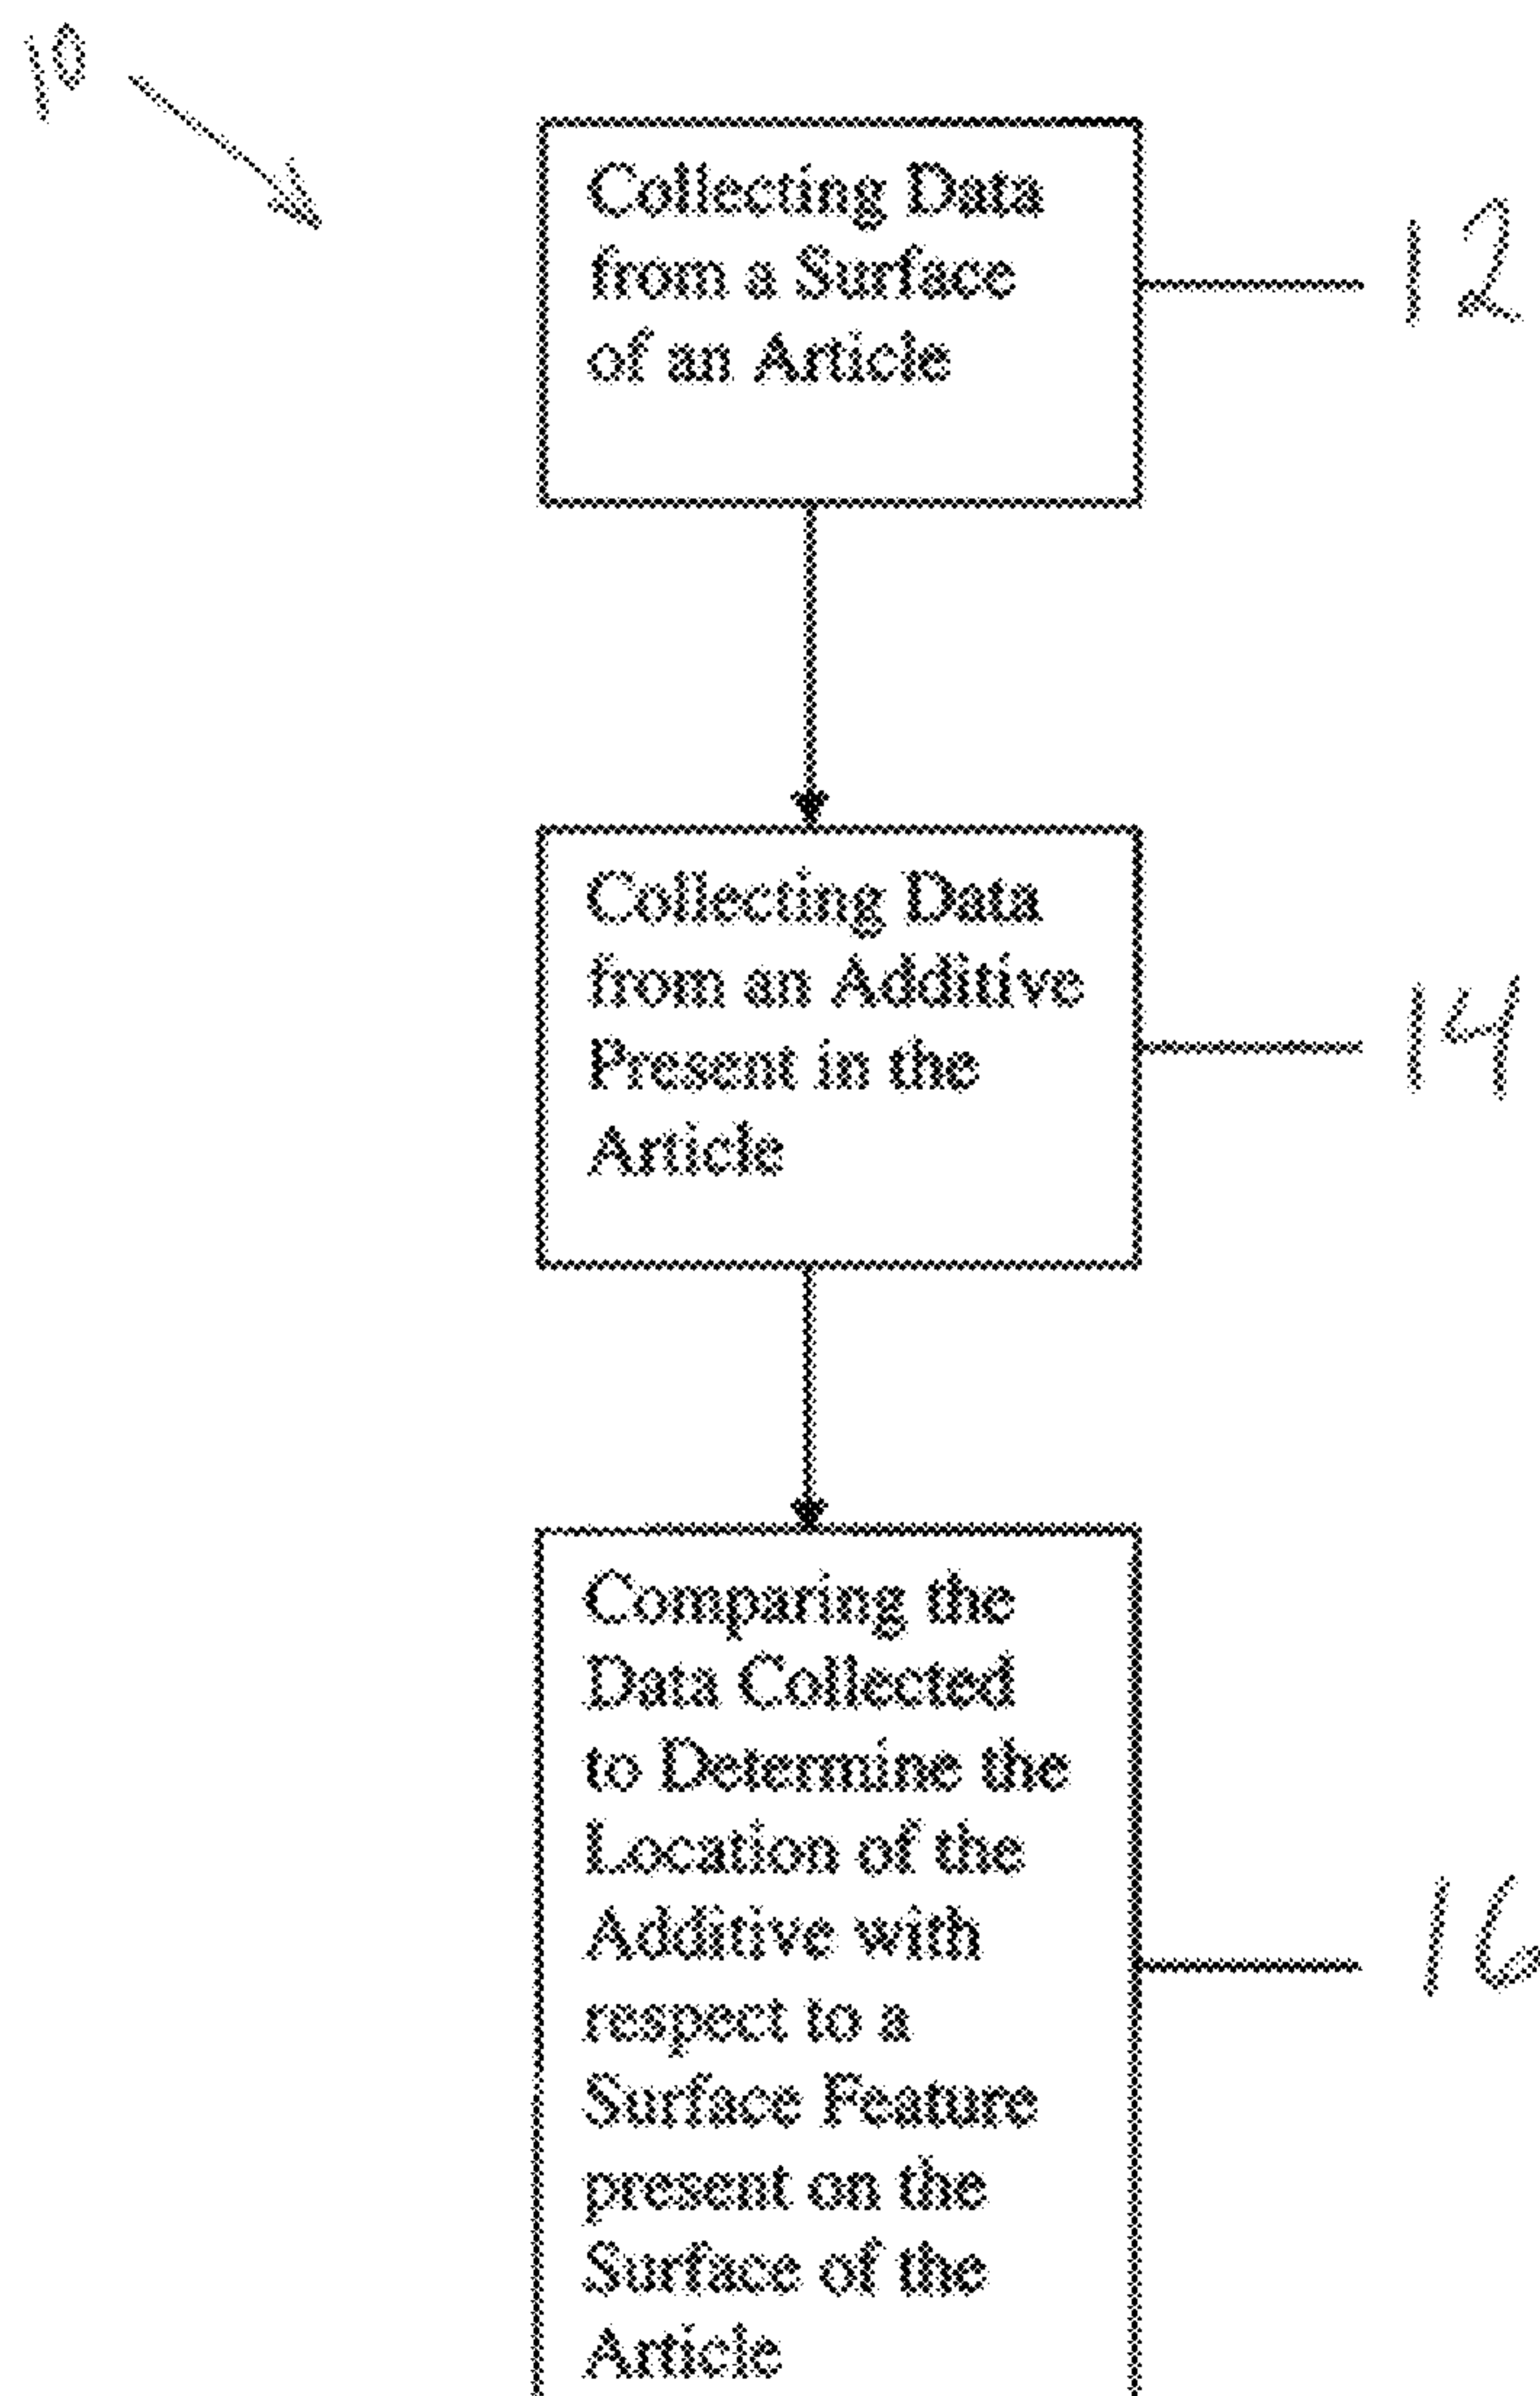 10
Collecting Data
from a Surface
of an Article
12
Collecting Data
from an Additive
Present in the
Article
14
Comparing the
Data Collected
to Determine the
Location of the
Additive with
respect to a
Surface Feature
present on the
Surface of the
Article
16